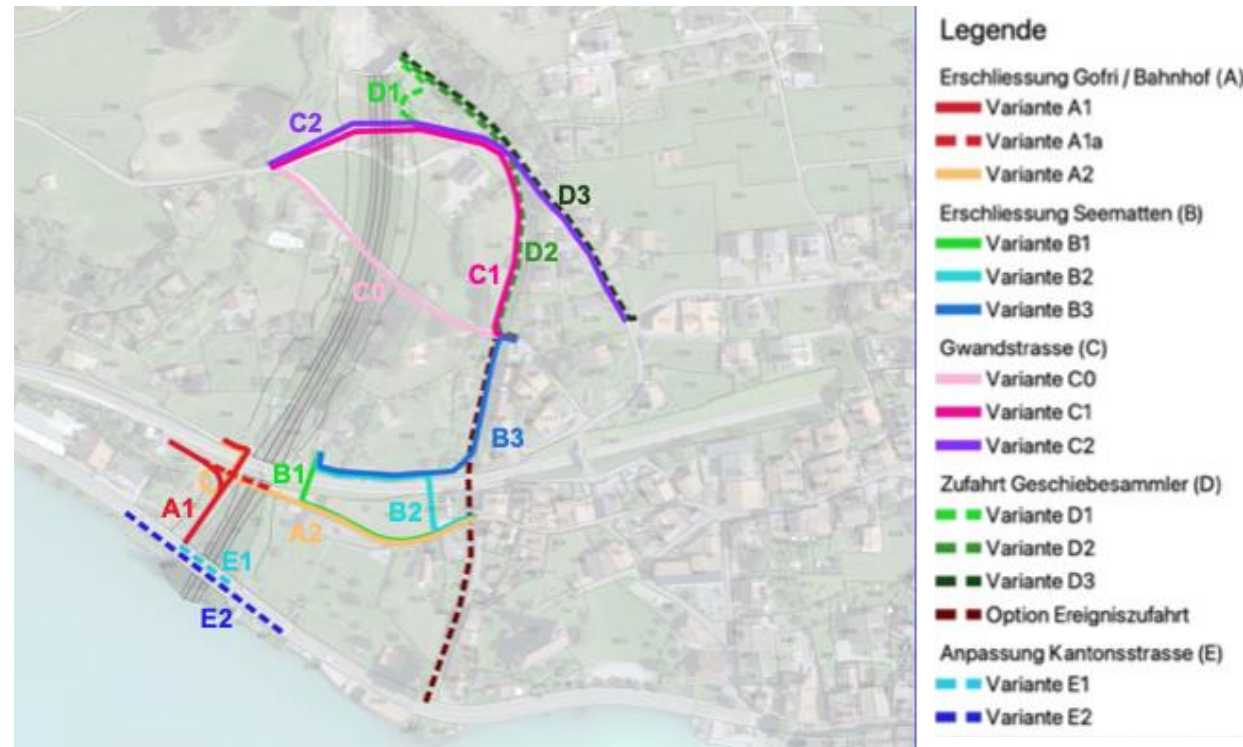 D1
C2
D3
D2
C1
C0
B3
B1
B2
A1
A2
E1
E2
Legende
Erschliessung Gofri / Bahnhof (A)
Variante A1
Variante A1a
Variante A2
Erschliessung Seematten (B)
Variante B1
Variante B2
Variante B3
Gwandstrasse (C)
Variante C0
Variante C1
Variante C2
Zufahrt Geschiebesammler (D)
Variante D1
Variante D2
Variante D3
Option Ereigniszufahrt
Anpassung Kantonsstrasse (E)
Variante E1
Variante E2